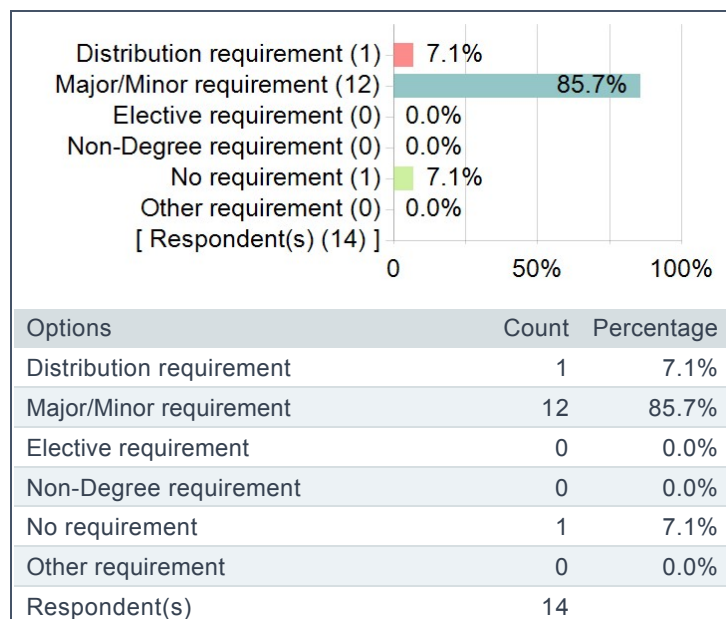 Distribution requirement (1) 7.1%
Major/Minor requirement (12) 85.7%
Elective requirement (0) 0.0%
Non-Degree requirement (0) 0.0%
No requirement (1) 7.1%
Other requirement (0) 0.0%
[ Respondent(s) (14) ]
0 50% 100%
Options Count Percentage
Distribution requirement 1 7.1%
Major/Minor requirement 12 85.7%
Elective requirement 0 0.0%
Non-Degree requirement 0 0.0%
No requirement 1 7.1%
Other requirement 0 0.0%
Respondent(s) 14